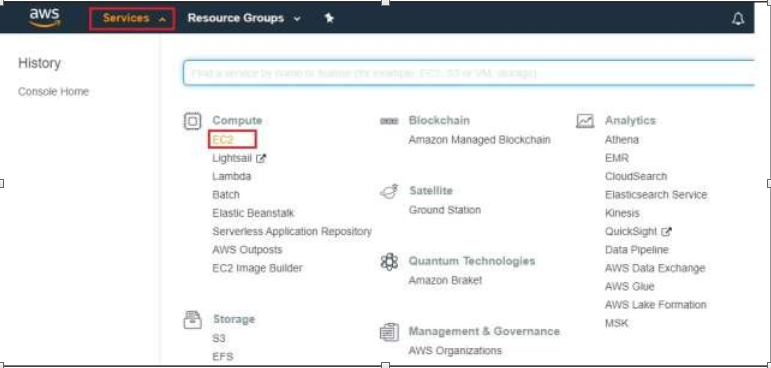 aws Services Resource Groups
History
Console Home
Find a service by name or feature (for example, EC2, S3 or VM, storage).
Compute
EC2
Lightsail
Lambda
Batch
Elastic Beanstalk
Serverless Application Repository
AWS Outposts
EC2 Image Builder
Storage
S3
EFS
Blockchain
Amazon Managed Blockchain
Satellite
Ground Station
Quantum Technologies
Amazon Braket
Management & Governance
AWS Organizations
Analytics
Athena
EMR
CloudSearch
Elasticsearch Service
Kinesis
QuickSight
Data Pipeline
AWS Data Exchange
AWS Glue
AWS Lake Formation
MSK